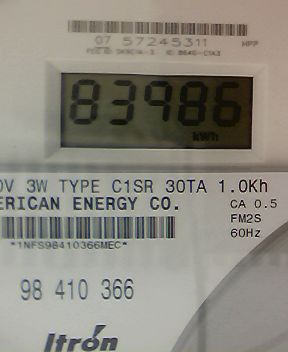 07 57245311 HPP
83986
kWh
0V 3W TYPE C1SR 30TA 1.0Kh
ERICAN ENERGY CO. CA 0.5
FM2S
*1NFS98410366MEC* 60Hz
98 410 366
Itron